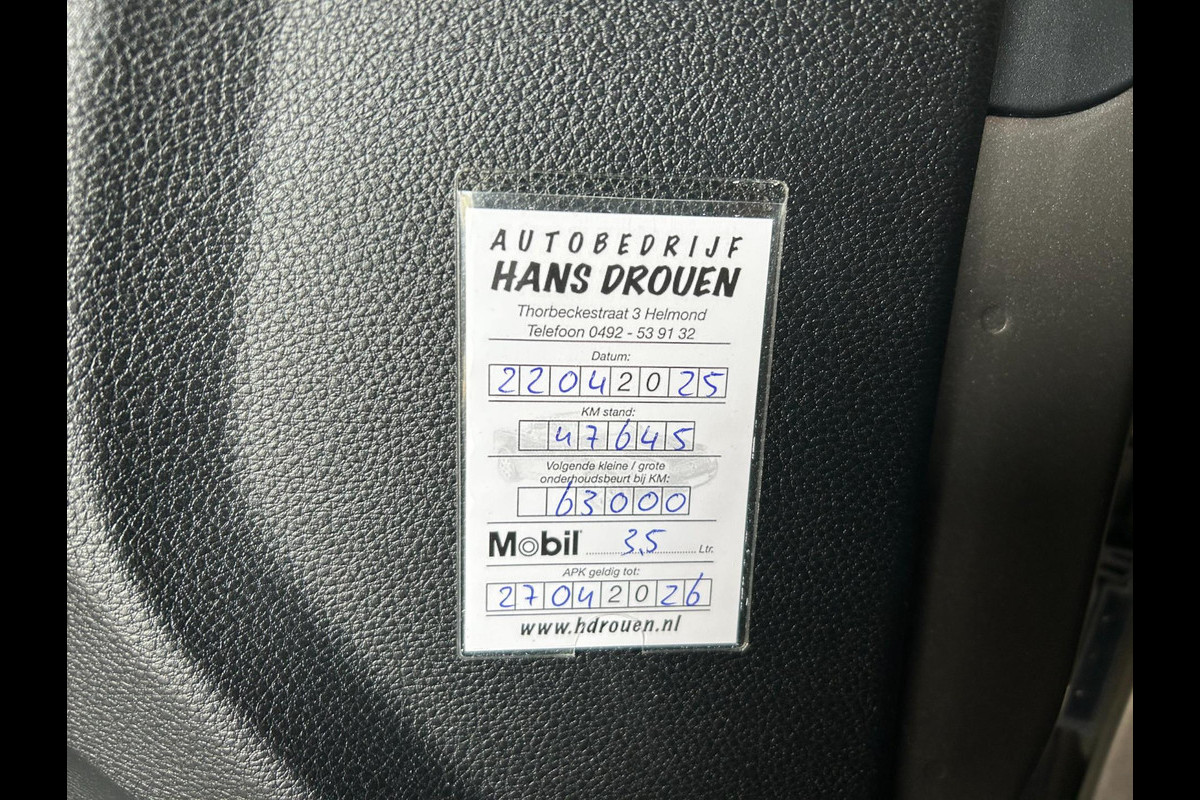 AUTOBEDRIJF
HANS DROUEN
Thorbeckestraat 3 Helmond
Telefoon 0492 - 53 91 32
Datum:
22042025
KM stand:
47645
Volgende kleine / grote
onderhoudsbeurt bij KM:
63000
Mobil 3,5 Ltr.
APK geldig tot:
27042026
www.hdrouen.nl